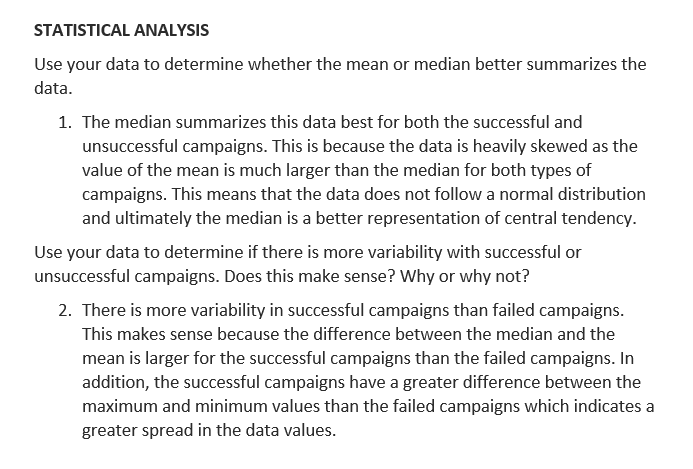 STATISTICAL ANALYSIS
Use your data to determine whether the mean or median better summarizes the
data.
1. The median summarizes this data best for both the successful and
unsuccessful campaigns. This is because the data is heavily skewed as the
value of the mean is much larger than the median for both types of
campaigns. This means that the data does not follow a normal distribution
and ultimately the median is a better representation of central tendency.
Use your data to determine if there is more variability with successful or
unsuccessful campaigns. Does this make sense? Why or why not?
2. There is more variability in successful campaigns than failed campaigns.
This makes sense because the difference between the median and the
mean is larger for the successful campaigns than the failed campaigns. In
addition, the successful campaigns have a greater difference between the
maximum and minimum values than the failed campaigns which indicates a
greater spread in the data values.